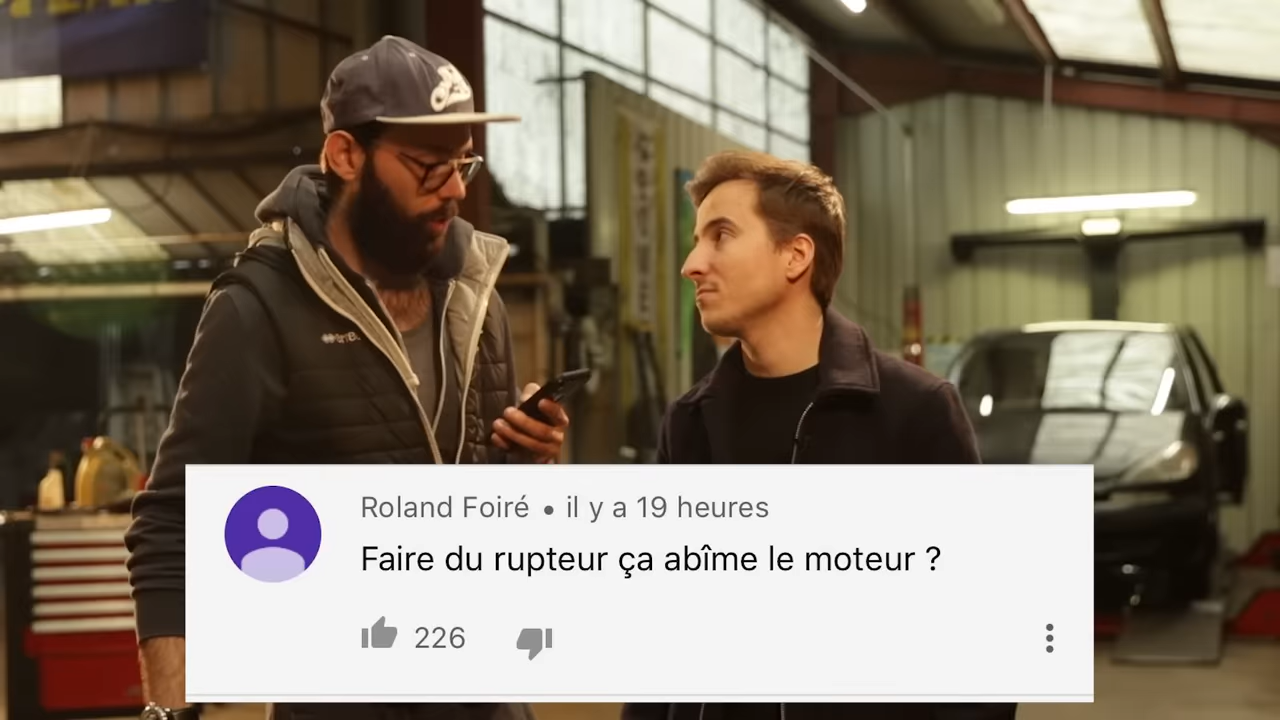 Roland Foiré • il y a 19 heures
Faire du rupteur ça abîme le moteur ?
226